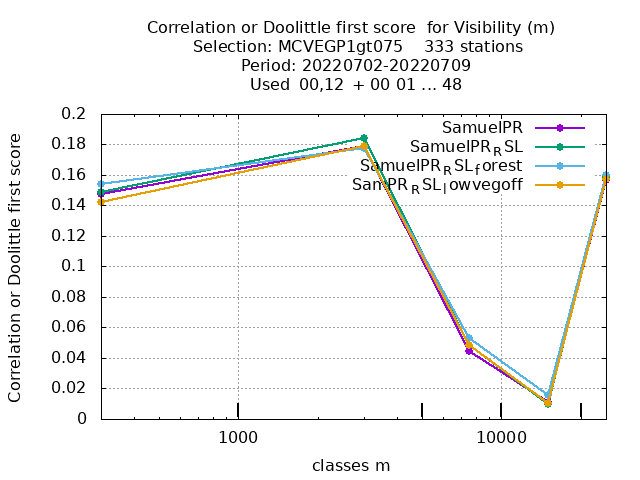 Correlation or Doolittle first score for Visibility (m)
Selection: MCVEGP1gt075 333 stations
Period: 20220702-20220709
Used 00,12 + 00 01 ... 48
Correlation or Doolittle first score
0.2
0.18
0.16
0.14
0.12
0.1
0.08
0.06
0.04
0.02
0
SamuelPR
SamuelPR_RSL
SamuelPR_RSL_forest
SamPR_RSL_lowvegoff
1000
10000
classes m